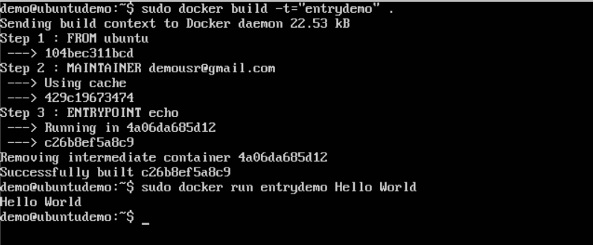 demo@ubuntudemo:~$ sudo docker build -t="entrydemo" .
Sending build context to Docker daemon 22.53 kB
Step 1 : FROM ubuntu
 ---> 104bec311bcd
Step 2 : MAINTAINER demousr@gmail.com
 ---> Using cache
 ---> 429c19673474
Step 3 : ENTRYPOINT echo
 ---> Running in 4a06da685d12
 ---> c26b8ef5a8c9
Removing intermediate container 4a06da685d12
Successfully built c26b8ef5a8c9
demo@ubuntudemo:~$ sudo docker run entrydemo Hello World
Hello World
demo@ubuntudemo:~$ _